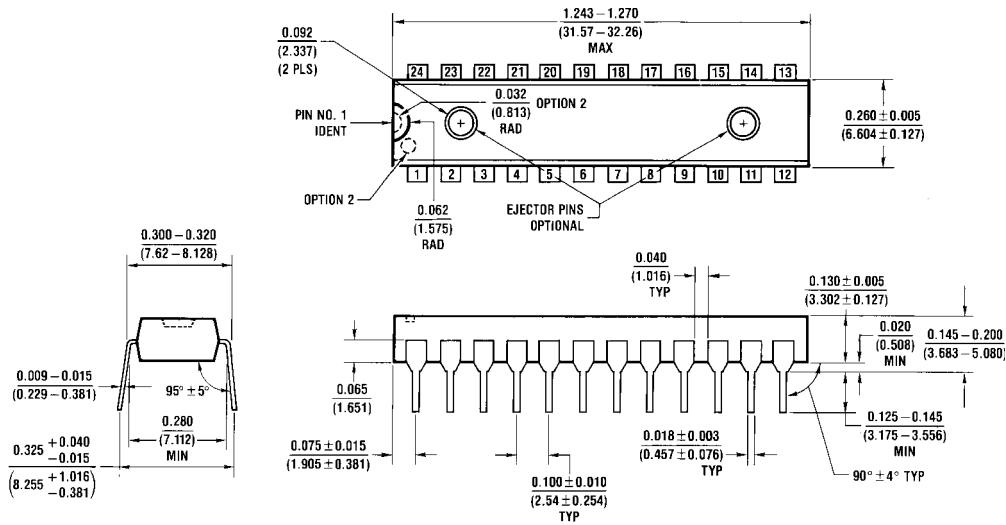 1.243 – 1.270
(31.57 – 32.26)
MAX
0.092
(2.337)
(2 PLS)
24 23 22 21 20 19 18 17 16 15 14 13
0.032
(0.813)
RAD
OPTION 2
PIN NO. 1
IDENT
0.260 ± 0.005
(6.604 ± 0.127)
1 2 3 4 5 6 7 8 9 10 11 12
OPTION 2
0.062
(1.575)
RAD
EJECTOR PINS
OPTIONAL
0.300 – 0.320
(7.62 – 8.128)
0.040
(1.016)
TYP
0.130 ± 0.005
(3.302 ± 0.127)
0.020
(0.508)
MIN
0.145 – 0.200
(3.683 – 5.080)
0.009 – 0.015
(0.229 – 0.381)
95° ± 5°
0.280
(7.112)
MIN
0.065
(1.651)
0.125 – 0.145
(3.175 – 3.556)
MIN
0.325 +0.040 −0.015
(8.255 +1.016 −0.381)
0.075 ± 0.015
(1.905 ± 0.381)
0.018 ± 0.003
(0.457 ± 0.076)
TYP
90° ± 4° TYP
0.100 ± 0.010
(2.54 ± 0.254)
TYP